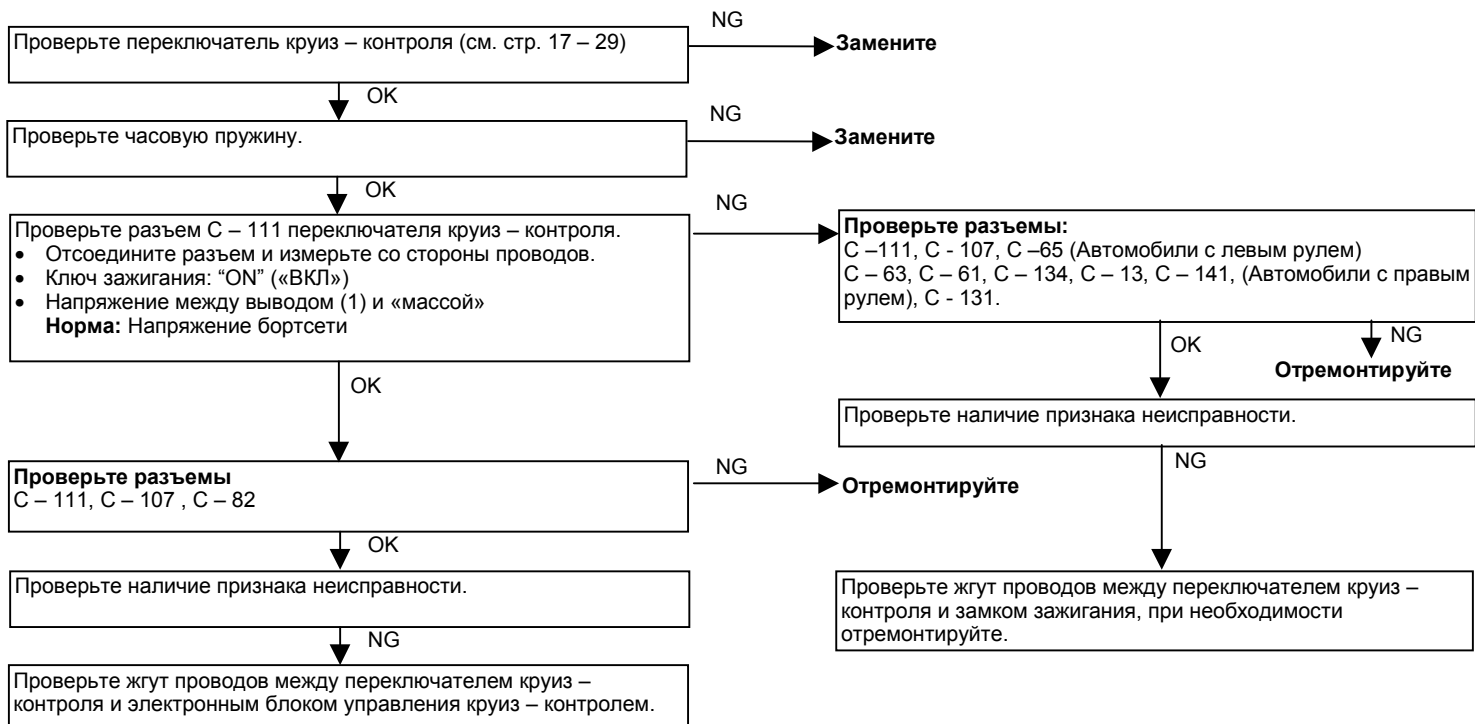 Проверьте переключатель круиз – контроля (см. стр. 17 – 29)
NG
Замените
OK
Проверьте часовую пружину.
NG
Замените
OK
Проверьте разъем С – 111 переключателя круиз – контроля.
• Отсоедините разъем и измерьте со стороны проводов.
• Ключ зажигания: “ON” («ВКЛ»)
• Напряжение между выводом (1) и «массой»
Норма: Напряжение бортсети
NG
Проверьте разъемы:
С –111, С - 107, С –65 (Автомобили с левым рулем)
С – 63, С – 61, С – 134, С – 13, С – 141, (Автомобили с правым
рулем), С - 131.
OK
NG
Отремонтируйте
Проверьте наличие признака неисправности.
NG
Проверьте жгут проводов между переключателем круиз –
контроля и замком зажигания, при необходимости
отремонтируйте.
OK
Проверьте разъемы
С – 111, С – 107 , С – 82
NG
Отремонтируйте
OK
Проверьте наличие признака неисправности.
NG
Проверьте жгут проводов между переключателем круиз –
контроля и электронным блоком управления круиз – контролем.